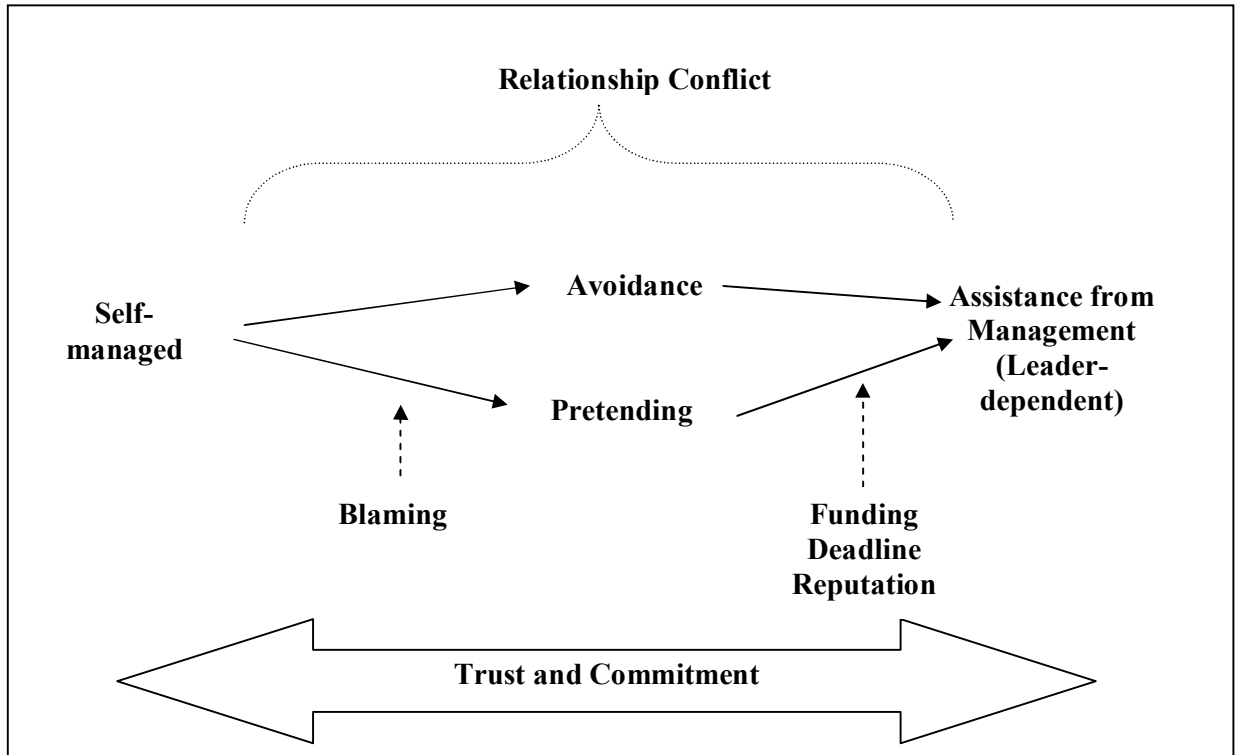 Relationship Conflict
Avoidance
Self-
managed
Assistance from
Management
(Leader-
dependent)
Pretending
Blaming
Funding
Deadline
Reputation
Trust and Commitment